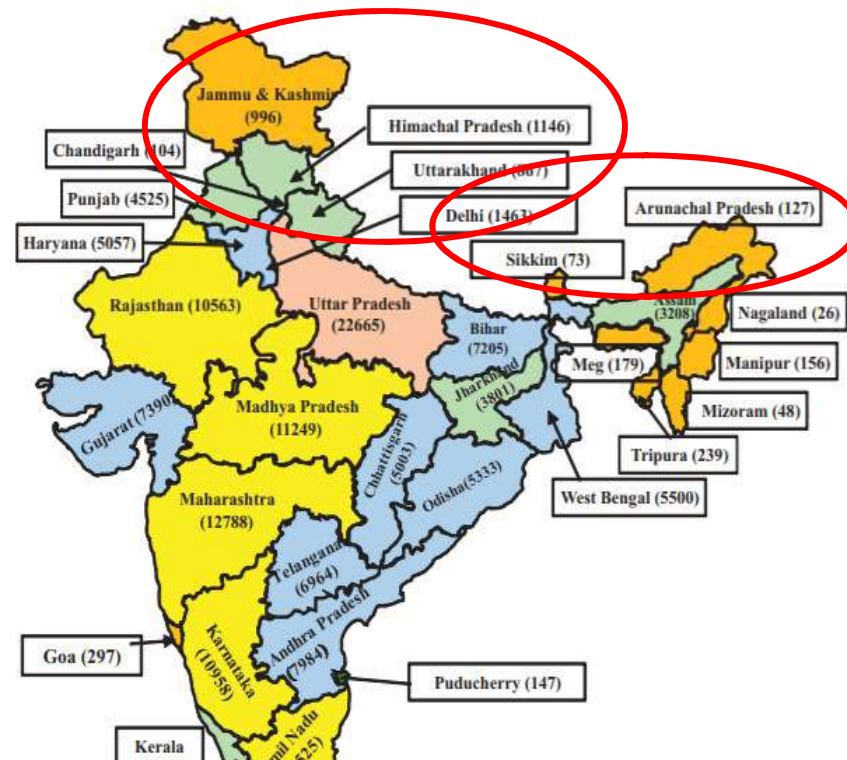 Jammu & Kashmir
(996)
Himachal Pradesh (1146)
Chandigarh (104)
Uttarakhand (867)
Punjab (4525)
Delhi (1463)
Arunachal Pradesh (127)
Haryana (5057)
Sikkim (73)
Rajasthan (10563)
Uttar Pradesh
(22665)
Assam
(3208)
Nagaland (26)
Bihar
(7205)
Meg (179)
Manipur (156)
Jharkhand
(3801)
Gujarat (7390)
Madhya Pradesh
(11249)
Mizoram (48)
Chhattisgarh
(5003)
Tripura (239)
Odisha(5333)
West Bengal (5500)
Maharashtra
(12788)
Telangana
(6964)
Andhra Pradesh
(7984)
Karnataka
(10958)
Goa (297)
Puducherry (147)
Kerala
Nadu